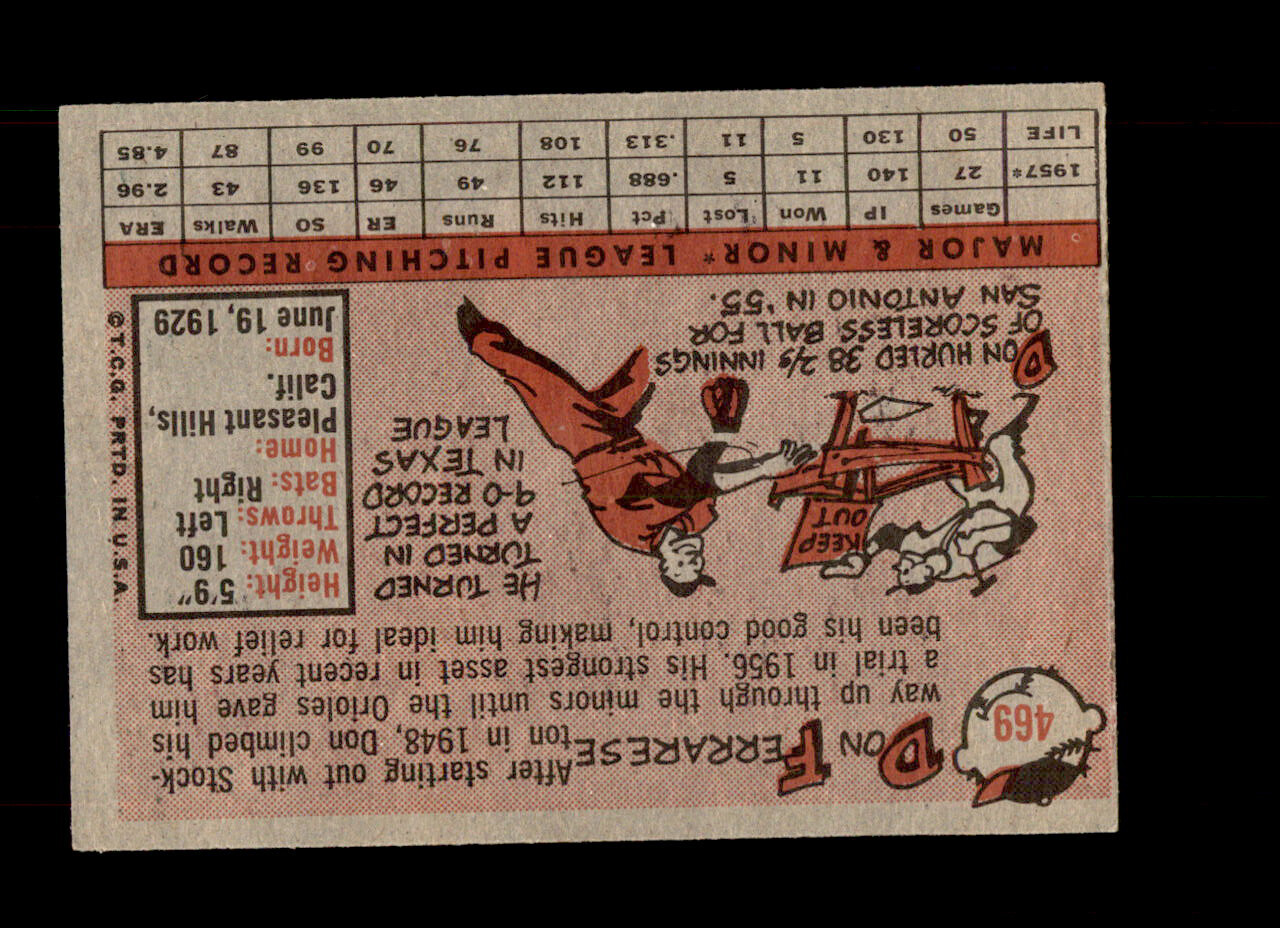 469
DON FERRARESE
After starting out with Stock-
ton in 1948, Don climbed his
way up through the minors until the Orioles gave him
a trial in 1956. His strongest asset in recent years has
been his good control, making him ideal for relief work.
KEEP
OUT
DON HURLED 38 2/3 INNINGS
OF SCORELESS BALL FOR
SAN ANTONIO IN '55.
HE TURNED
TURNED IN
A PERFECT
9-0 RECORD
IN TEXAS
LEAGUE
Height: 5'9"
Weight: 160
Throws: Left
Bats: Right
Home:
Pleasant Hills,
Calif.
Born:
June 19, 1929
© T.C.G. PRTD. IN U.S.A.
MAJOR & MINOR* LEAGUE PITCHING RECORD
Games IP Won Lost Pct Hits Runs ER SO Walks ERA
1957* 27 140 11 5 .688 112 49 46 136 43 2.96
LIFE 50 130 5 11 .313 108 76 70 99 87 4.85